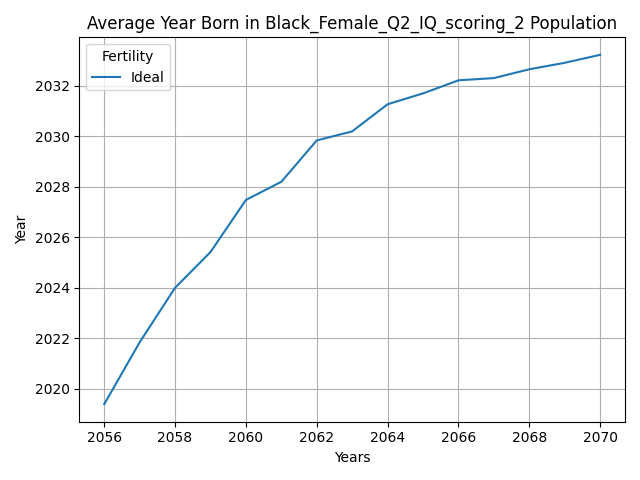 Average Year Born in Black_Female_Q2_IQ_scoring_2 Population
Fertility
Ideal
Year
2032
2030
2028
2026
2024
2022
2020
2056 2058 2060 2062 2064 2066 2068 2070
Years